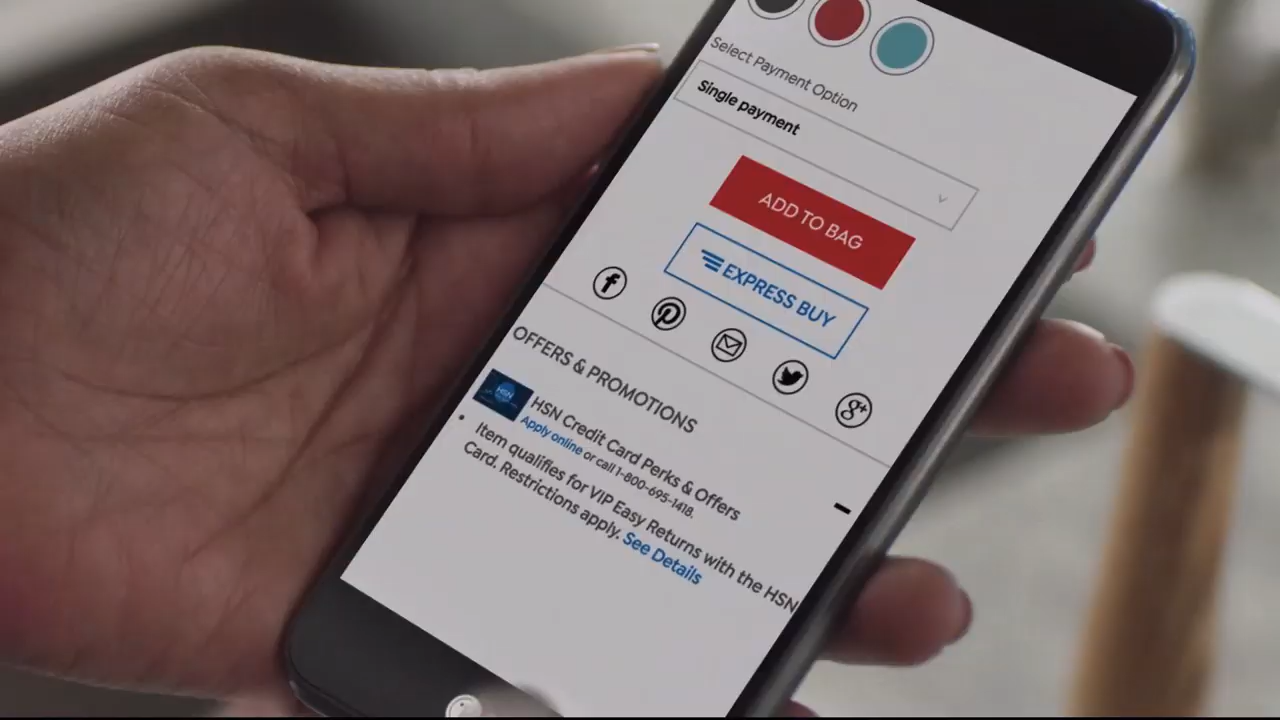 Select Payment Option
Single payment
ADD TO BAG
EXPRESS BUY
OFFERS & PROMOTIONS
HSN
HSN Credit Card Perks & Offers
Apply online or call 1-800-695-1418.
Item qualifies for VIP Easy Returns with the HSN
Card. Restrictions apply. See Details